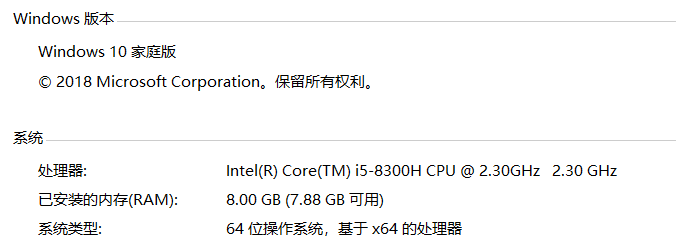 Windows 版本
Windows 10 家庭版
© 2018 Microsoft Corporation。保留所有权利。
系统
处理器: Intel(R) Core(TM) i5-8300H CPU @ 2.30GHz 2.30 GHz
已安装的内存(RAM): 8.00 GB (7.88 GB 可用)
系统类型: 64 位操作系统，基于 x64 的处理器